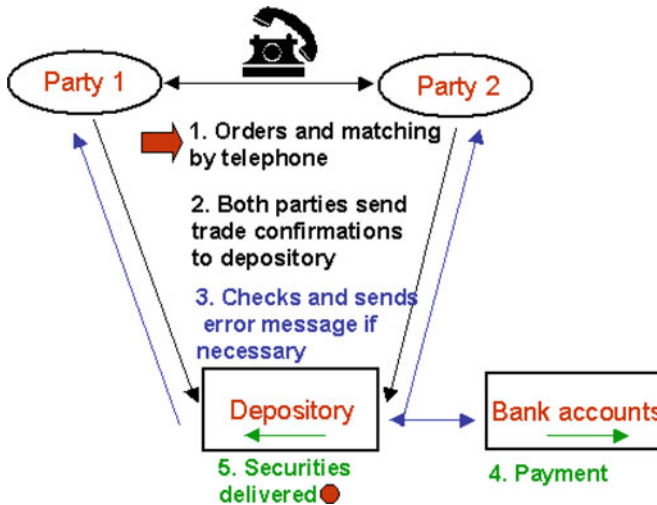 Party 1
Party 2
1. Orders and matching
by telephone
2. Both parties send
trade confirmations
to depository
3. Checks and sends
error message if
necessary
Depository
Bank accounts
5. Securities
delivered
4. Payment